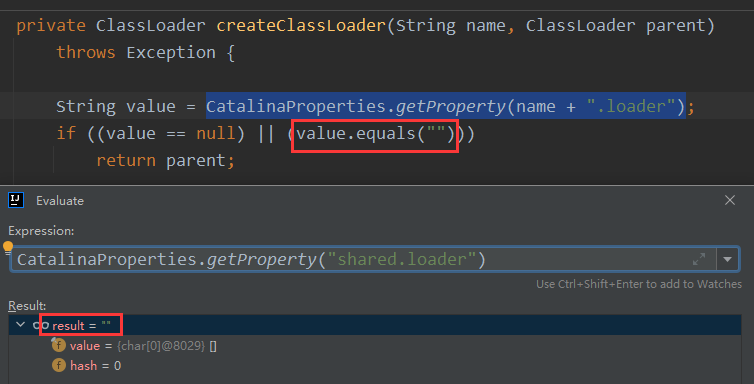 private ClassLoader createClassLoader(String name, ClassLoader parent)
throws Exception {
String value = CatalinaProperties.getProperty(name + ".loader");
if ((value == null) || (value.equals("")))
return parent;
IJ Evaluate
Expression:
CatalinaProperties.getProperty("shared.loader")
Use Ctrl+Shift+Enter to add to Watches
Result:
result = ""
f value = {char[0]@8029} []
f hash = 0